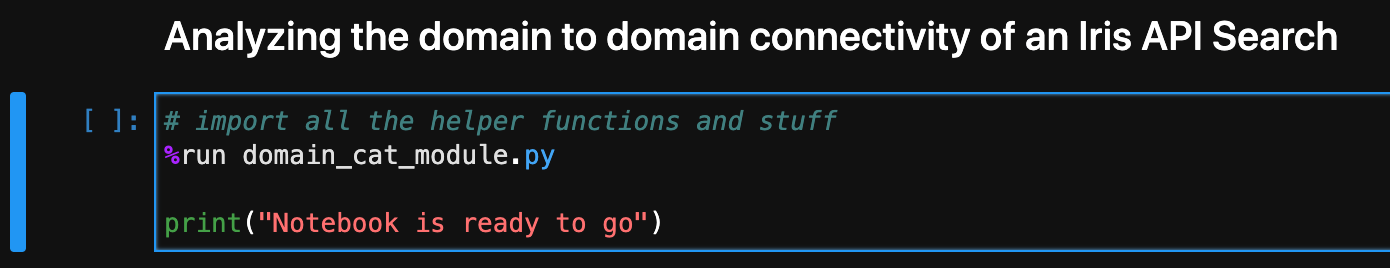 Analyzing the domain to domain connectivity of an Iris API Search
[ ]: # import all the helper functions and stuff
%run domain_cat_module.py
print("Notebook is ready to go")